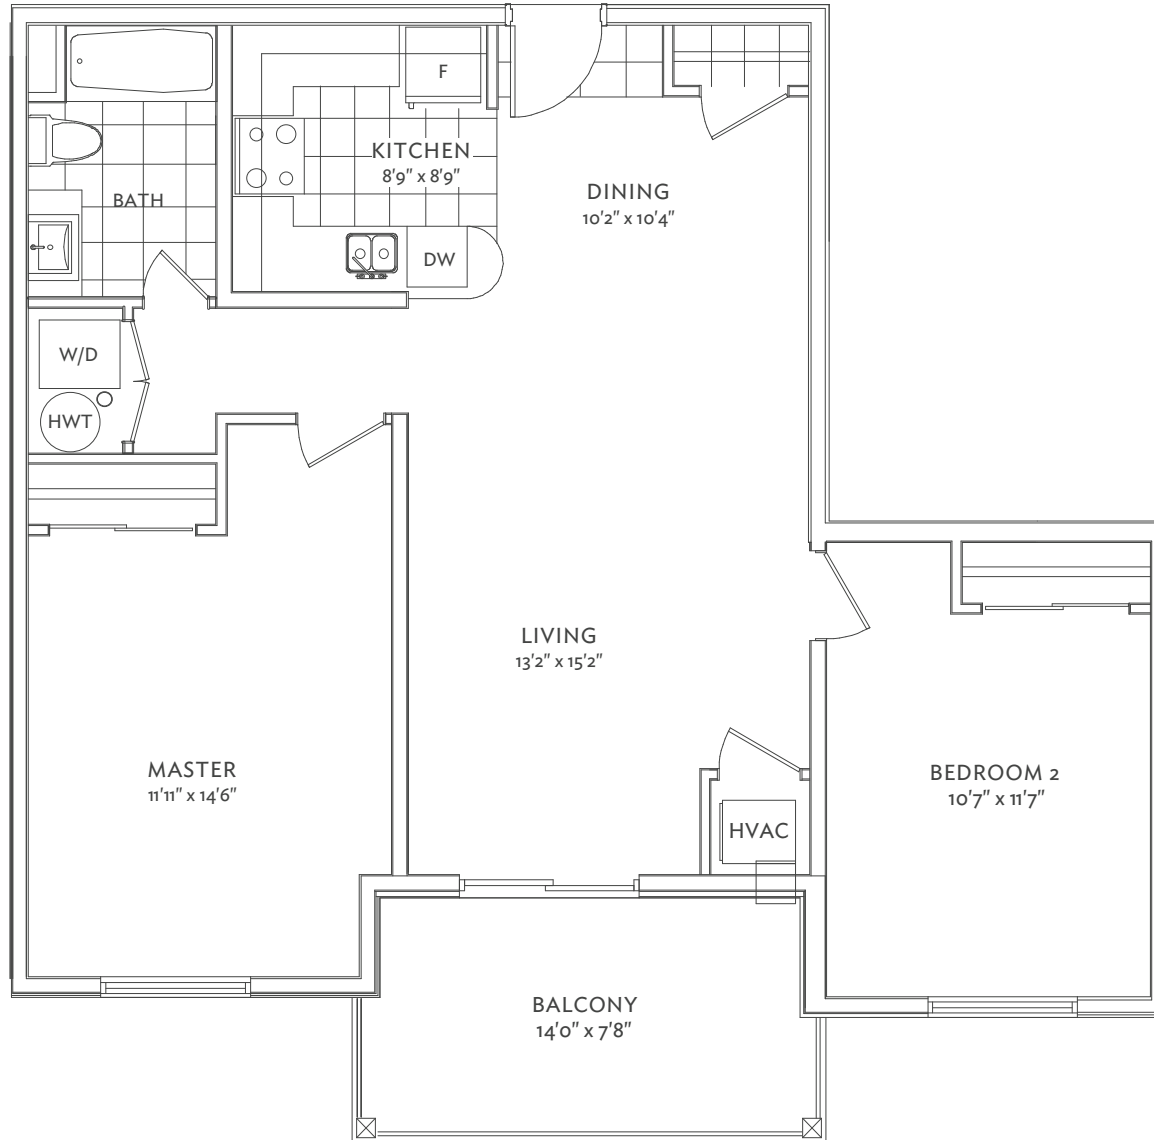 F
KITCHEN
8'9" x 8'9"
BATH
DINING
10'2" x 10'4"
DW
W/D
HWT
LIVING
13'2" x 15'2"
MASTER
11'11" x 14'6"
BEDROOM 2
10'7" x 11'7"
HVAC
BALCONY
14'0" x 7'8"